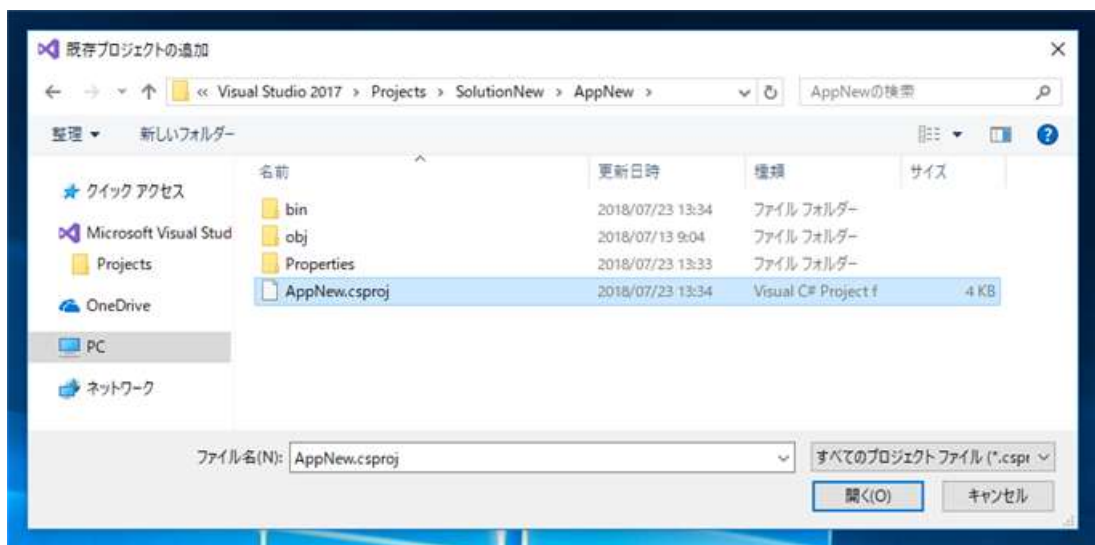 既存プロジェクトの追加
« Visual Studio 2017 › Projects › SolutionNew › AppNew ›
AppNewの検索
整理 新しいフォルダー
名前 更新日時 種類 サイズ
クイック アクセス
Microsoft Visual Stud
Projects
OneDrive
PC
ネットワーク
bin 2018/07/23 13:34 ファイル フォルダー
obj 2018/07/13 9:04 ファイル フォルダー
Properties 2018/07/23 13:33 ファイル フォルダー
AppNew.csproj 2018/07/23 13:34 Visual C# Project f 4 KB
ファイル名(N): AppNew.csproj
すべてのプロジェクト ファイル (*.cspr
開く(O) キャンセル